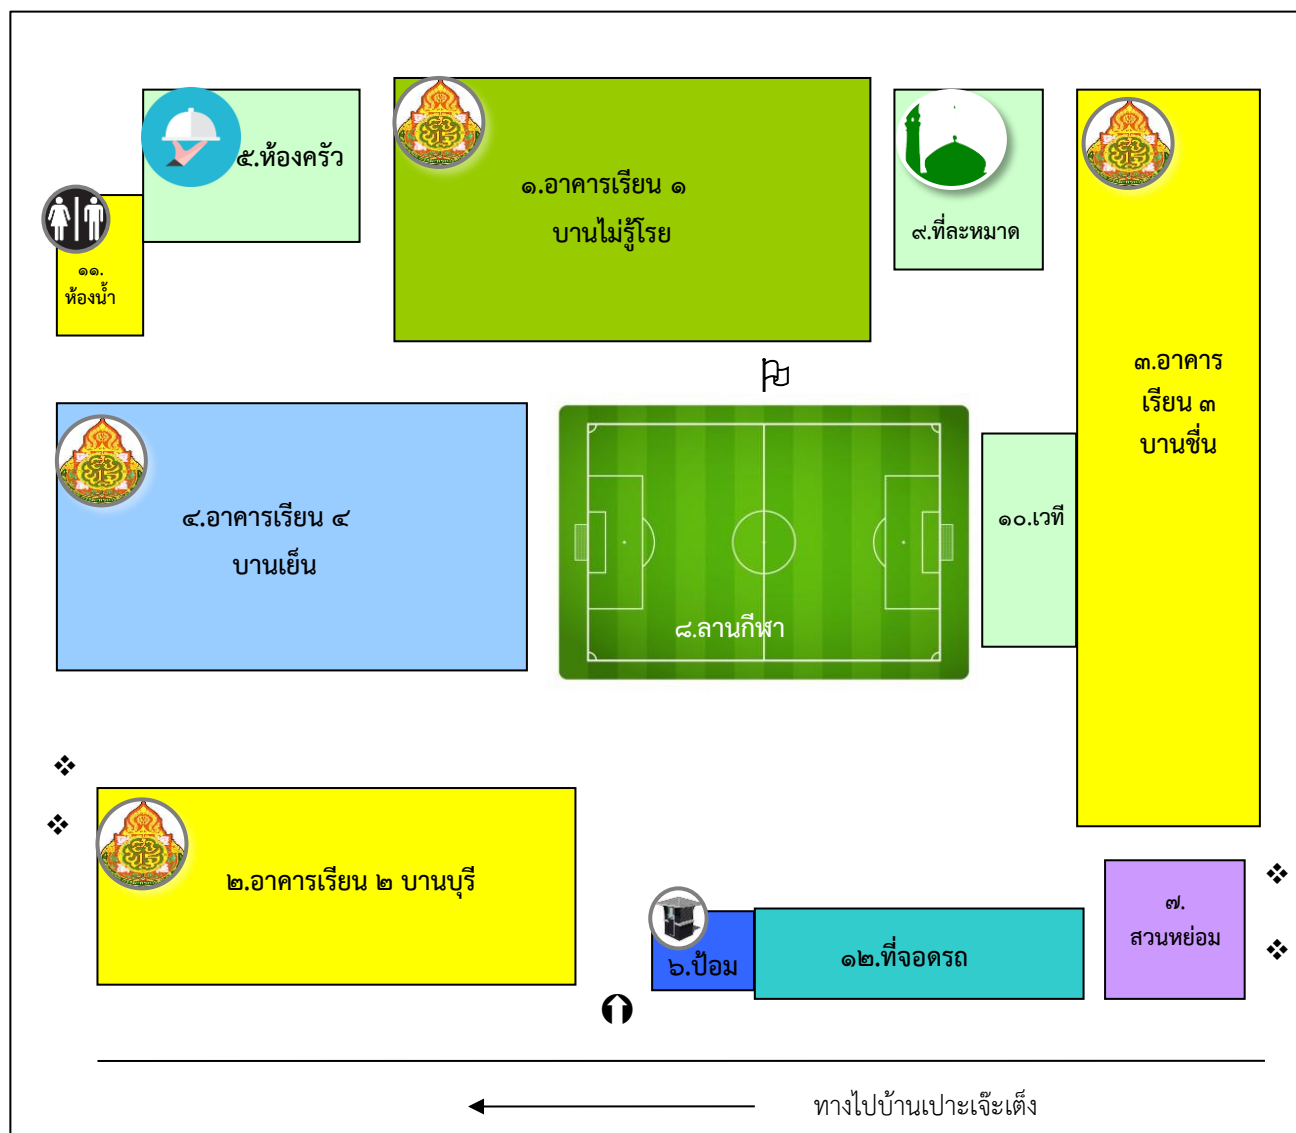 ๕.ห้องครัว
๑.อาคารเรียน ๑
บานไม่รู้โรย
๙.ที่ละหมาด
๑๑.
ห้องน้ำ
๓.อาคาร
เรียน ๓
บานชื่น
๔.อาคารเรียน ๔
บานเย็น
๑๐.เวที
๘.ลานกีฬา
๒.อาคารเรียน ๒ บานบุรี
๗.
สวนหย่อม
๖.ป้อม
๑๒.ที่จอดรถ
ทางไปบ้านเปาะเจ๊ะเต็ง